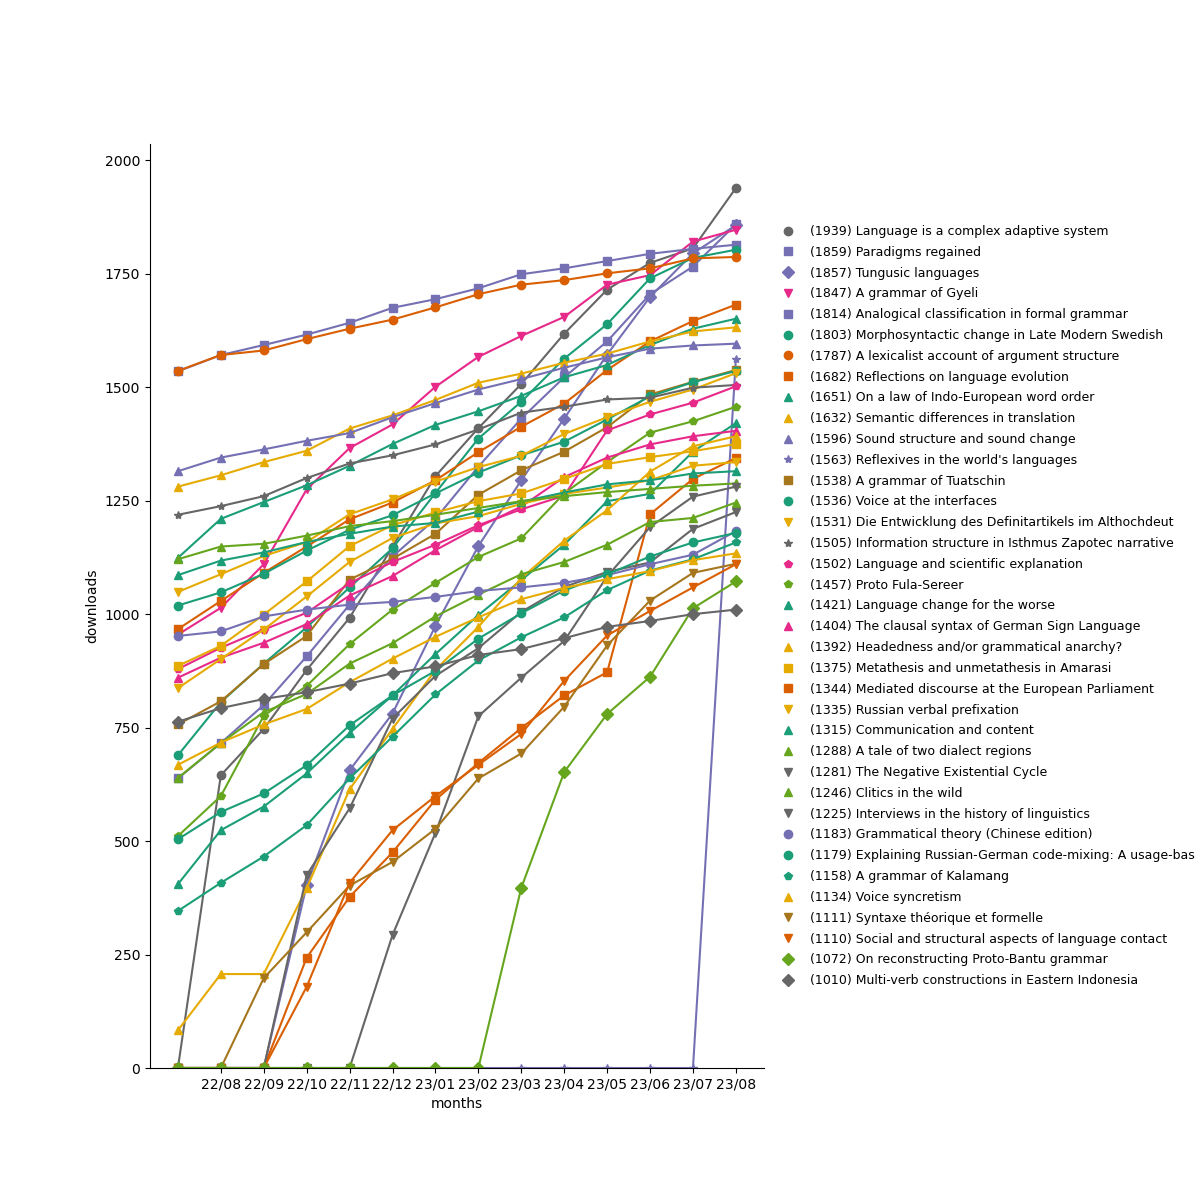 2000
1750
1500
1250
1000
750
500
250
0
downloads
22/08 22/09 22/10 22/11 22/12 23/01 23/02 23/03 23/04 23/05 23/06 23/07 23/08
months
(1939) Language is a complex adaptive system
(1859) Paradigms regained
(1857) Tungusic languages
(1847) A grammar of Gyeli
(1814) Analogical classification in formal grammar
(1803) Morphosyntactic change in Late Modern Swedish
(1787) A lexicalist account of argument structure
(1682) Reflections on language evolution
(1651) On a law of Indo-European word order
(1632) Semantic differences in translation
(1596) Sound structure and sound change
(1563) Reflexives in the world's languages
(1538) A grammar of Tuatschin
(1536) Voice at the interfaces
(1531) Die Entwicklung des Definitartikels im Althochdeut
(1505) Information structure in Isthmus Zapotec narrative
(1502) Language and scientific explanation
(1457) Proto Fula-Sereer
(1421) Language change for the worse
(1404) The clausal syntax of German Sign Language
(1392) Headedness and/or grammatical anarchy?
(1375) Metathesis and unmetathesis in Amarasi
(1344) Mediated discourse at the European Parliament
(1335) Russian verbal prefixation
(1315) Communication and content
(1288) A tale of two dialect regions
(1281) The Negative Existential Cycle
(1246) Clitics in the wild
(1225) Interviews in the history of linguistics
(1183) Grammatical theory (Chinese edition)
(1179) Explaining Russian-German code-mixing: A usage-bas
(1158) A grammar of Kalamang
(1134) Voice syncretism
(1111) Syntaxe théorique et formelle
(1110) Social and structural aspects of language contact
(1072) On reconstructing Proto-Bantu grammar
(1010) Multi-verb constructions in Eastern Indonesia